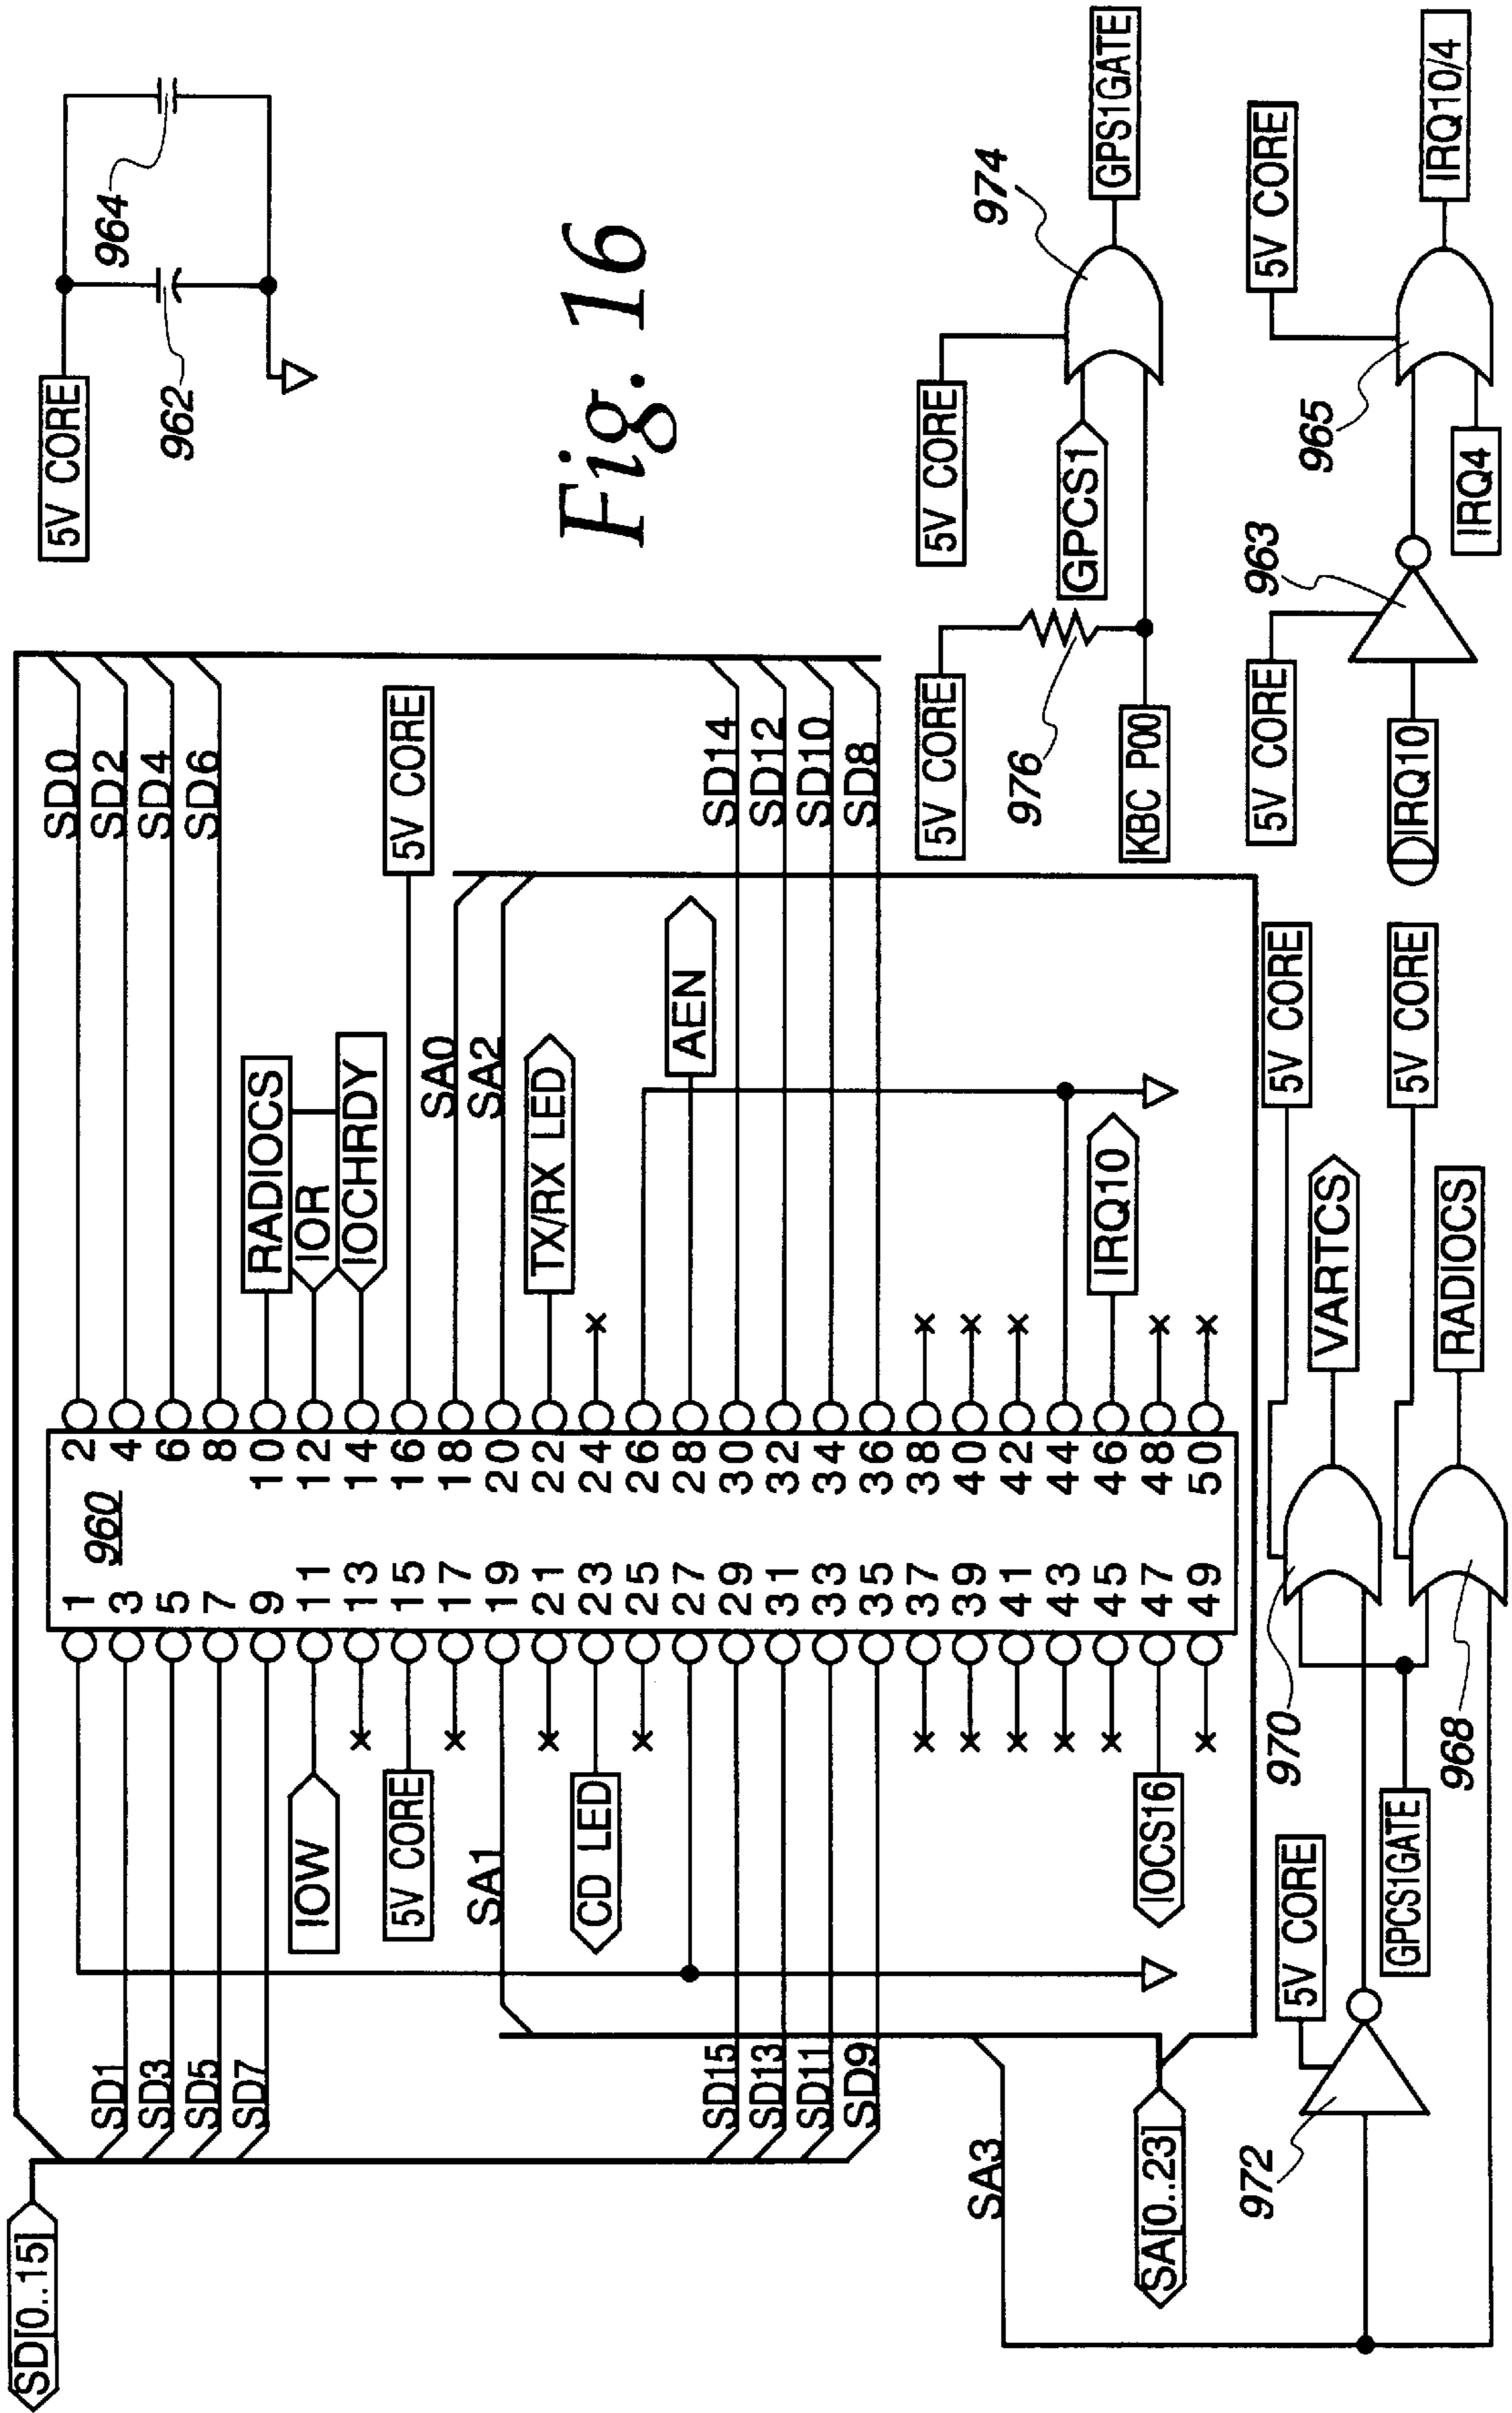 SD[0..15]
SD1
SD3
SD5
SD7
SD15
SD13
SD11
SD9
SA3
SA[0..23]
IOW
5V CORE
SA1
CD LED
IOCS16
960
1 2
3 4
5 6
7 8
9 10
11 12
13 14
15 16
17 18
19 20
21 22
23 24
25 26
27 28
29 30
31 32
33 34
35 36
37 38
39 40
41 42
43 44
45 46
47 48
49 50
SD0
SD2
SD4
SD6
RADIOCS
IOR
IOCHRDY
5V CORE
SA0
SA2
TX/RX LED
AEN
SD14
SD12
SD10
SD8
IRQ10
5V CORE
962
964
Fig. 16
972
5V CORE
GPCS1GATE
970
968
5V CORE
VARTCS
5V CORE
RADIOCS
5V CORE
976
KBC P00
5V CORE
GPCS1
974
GPS1GATE
5V CORE
IRQ10
963
965
IRQ4
5V CORE
IRQ10/4